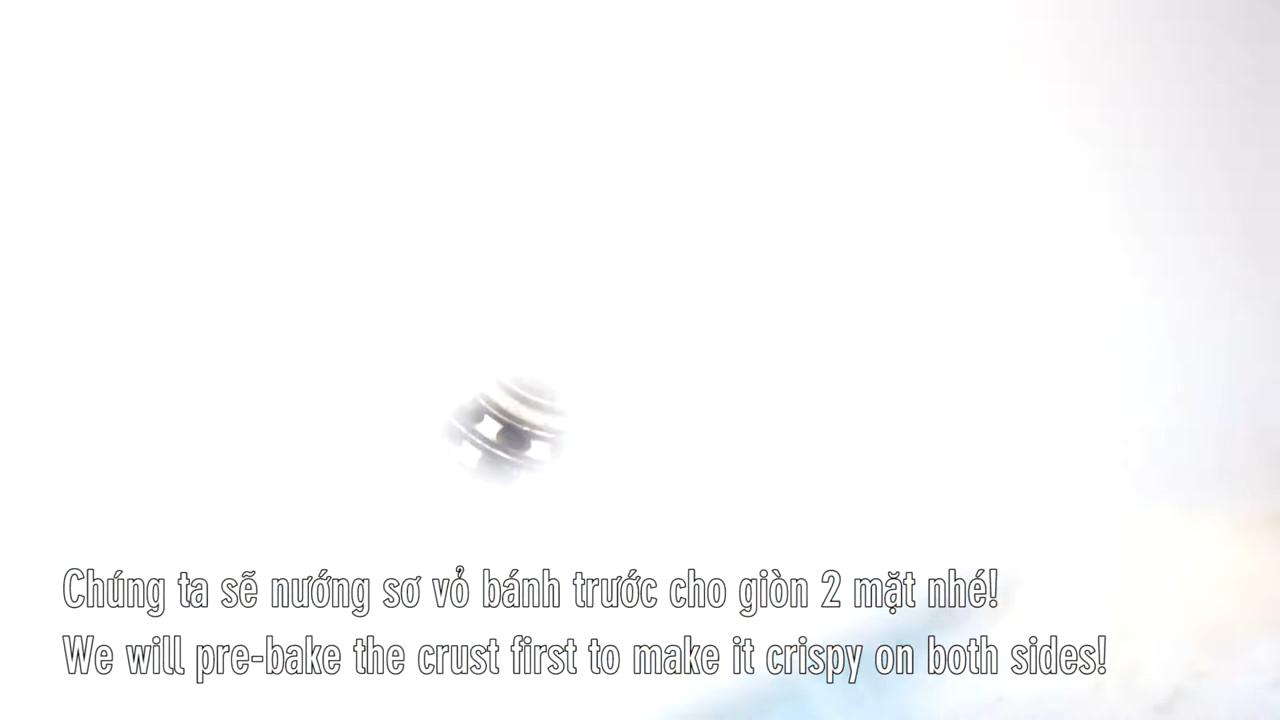 Chúng ta sẽ nướng sơ vỏ bánh trước cho giòn 2 mặt nhé!
We will pre-bake the crust first to make it crispy on both sides!